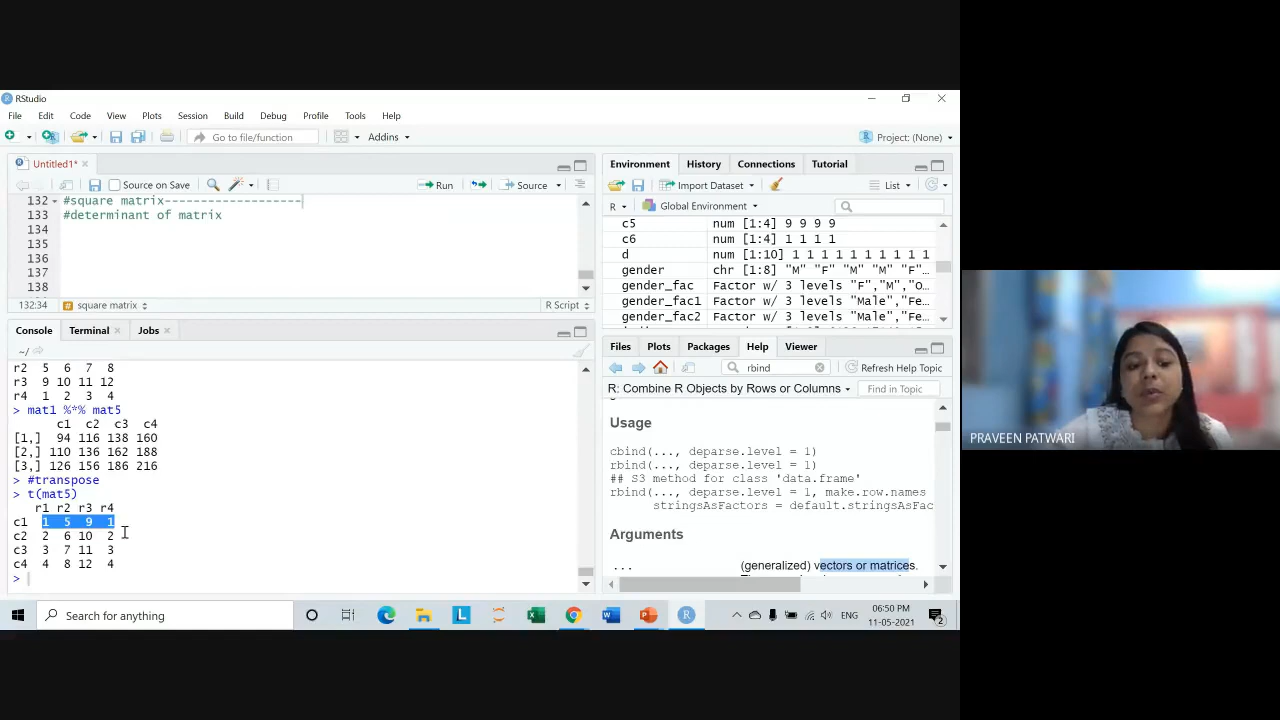 RStudio
File Edit Code View Plots Session Build Debug Profile Tools Help
Go to file/function
Addins
Project: (None)
Untitled1*
Source on Save
Run
Source
132 #square matrix-------------------
133 #determinant of matrix
134
135
136
137
138
132:34 square matrix R Script
Console Terminal Jobs
~/
r2 5 6 7 8
r3 9 10 11 12
r4 1 2 3 4
> mat1 %*% mat5
c1 c2 c3 c4
[1,] 94 116 138 160
[2,] 110 136 162 188
[3,] 126 156 186 216
> #transpose
> t(mat5)
r1 r2 r3 r4
c1 1 5 9 1
c2 2 6 10 2
c3 3 7 11 3
c4 4 8 12 4
>
Environment History Connections Tutorial
Import Dataset
List
R Global Environment
c5 num [1:4] 9 9 9 9
c6 num [1:4] 1 1 1 1
d num [1:10] 1 1 1 1 1 1 1 1 1 1
gender chr [1:8] "M" "F" "M" "M" "F"…
gender_fac Factor w/ 3 levels "F","M","O…
gender_fac1 Factor w/ 3 levels "Male","Fe…
gender_fac2 Factor w/ 3 levels "Male","Fe…
Files Plots Packages Help Viewer
rbind
Refresh Help Topic
R: Combine R Objects by Rows or Columns
Find in Topic
Usage
cbind(..., deparse.level = 1)
rbind(..., deparse.level = 1)
## S3 method for class 'data.frame'
rbind(..., deparse.level = 1, make.row.names
stringsAsFactors = default.stringsAsFac
Arguments
... (generalized) vectors or matrices.
PRAVEEN PATWARI
Search for anything
ENG
06:50 PM
11-05-2021
2